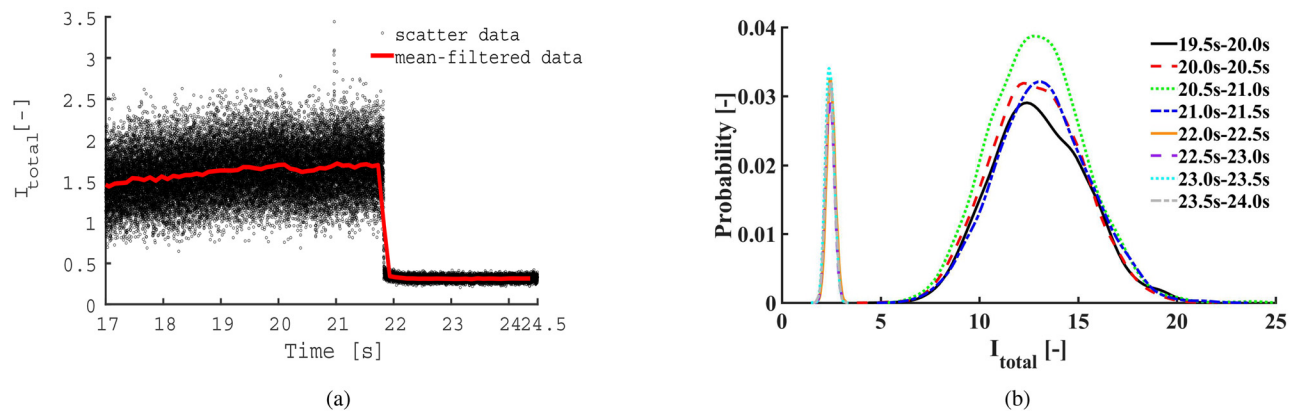 3.5
3
2.5
2
1.5
1
0.5
0
I_total[-]
scatter data
mean-filtered data
17 18 19 20 21 22 23 2424.5
Time [s]
(a)
0.04
0.03
0.02
0.01
0
Probability [-]
19.5s-20.0s
20.0s-20.5s
20.5s-21.0s
21.0s-21.5s
22.0s-22.5s
22.5s-23.0s
23.0s-23.5s
23.5s-24.0s
0 5 10 15 20 25
I_total [-]
(b)